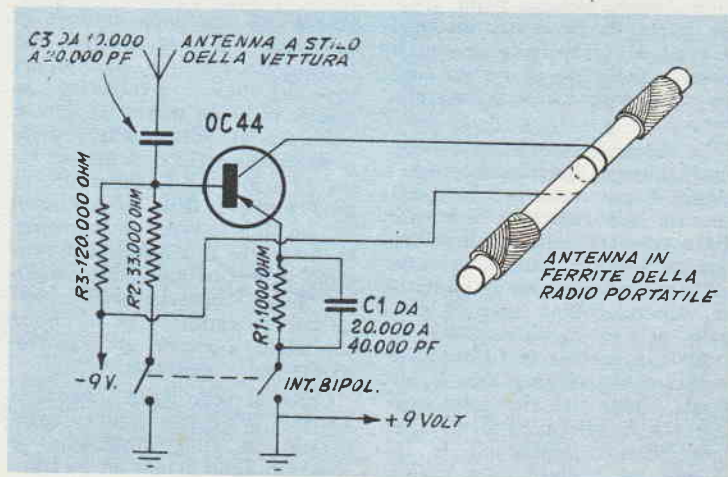 C3 DA 10.000
A 20.000 PF
ANTENNA A STILO
DELLA VETTURA
OC44
R3-120.000 OHM
R2.33.000 OHM
R1-1000 OHM
C1 DA
20.000 A
40.000 PF
ANTENNA IN
FERRITE DELLA
RADIO PORTATILE
-9V.
INT. BIPOL.
+9 VOLT